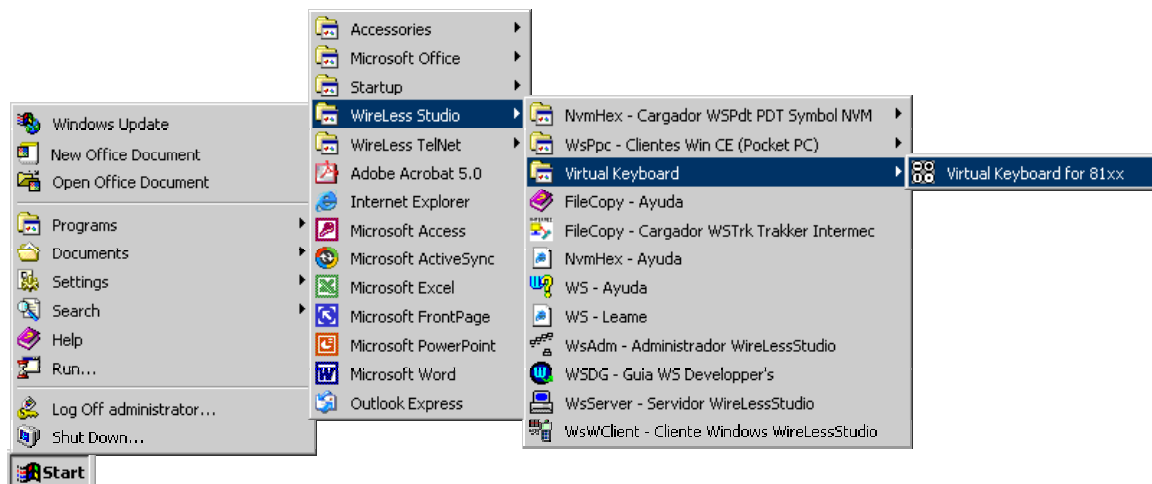 Windows Update
New Office Document
Open Office Document
Programs
Documents
Settings
Search
Help
Run...
Log Off administrator...
Shut Down...
Start
Accessories
Microsoft Office
Startup
WireLess Studio
WireLess TelNet
Adobe Acrobat 5.0
Internet Explorer
Microsoft Access
Microsoft ActiveSync
Microsoft Excel
Microsoft FrontPage
Microsoft PowerPoint
Microsoft Word
Outlook Express
NvmHex - Cargador WSPdt PDT Symbol NVM
WsPpc - Clientes Win CE (Pocket PC)
Virtual Keyboard
FileCopy - Ayuda
FileCopy - Cargador WSTrk Trakker Intermec
NvmHex - Ayuda
WS - Ayuda
WS - Leame
WsAdm - Administrador WireLessStudio
WSDG - Guia WS Developper's
WsServer - Servidor WireLessStudio
WsWClient - Cliente Windows WireLessStudio
Virtual Keyboard for 81xx